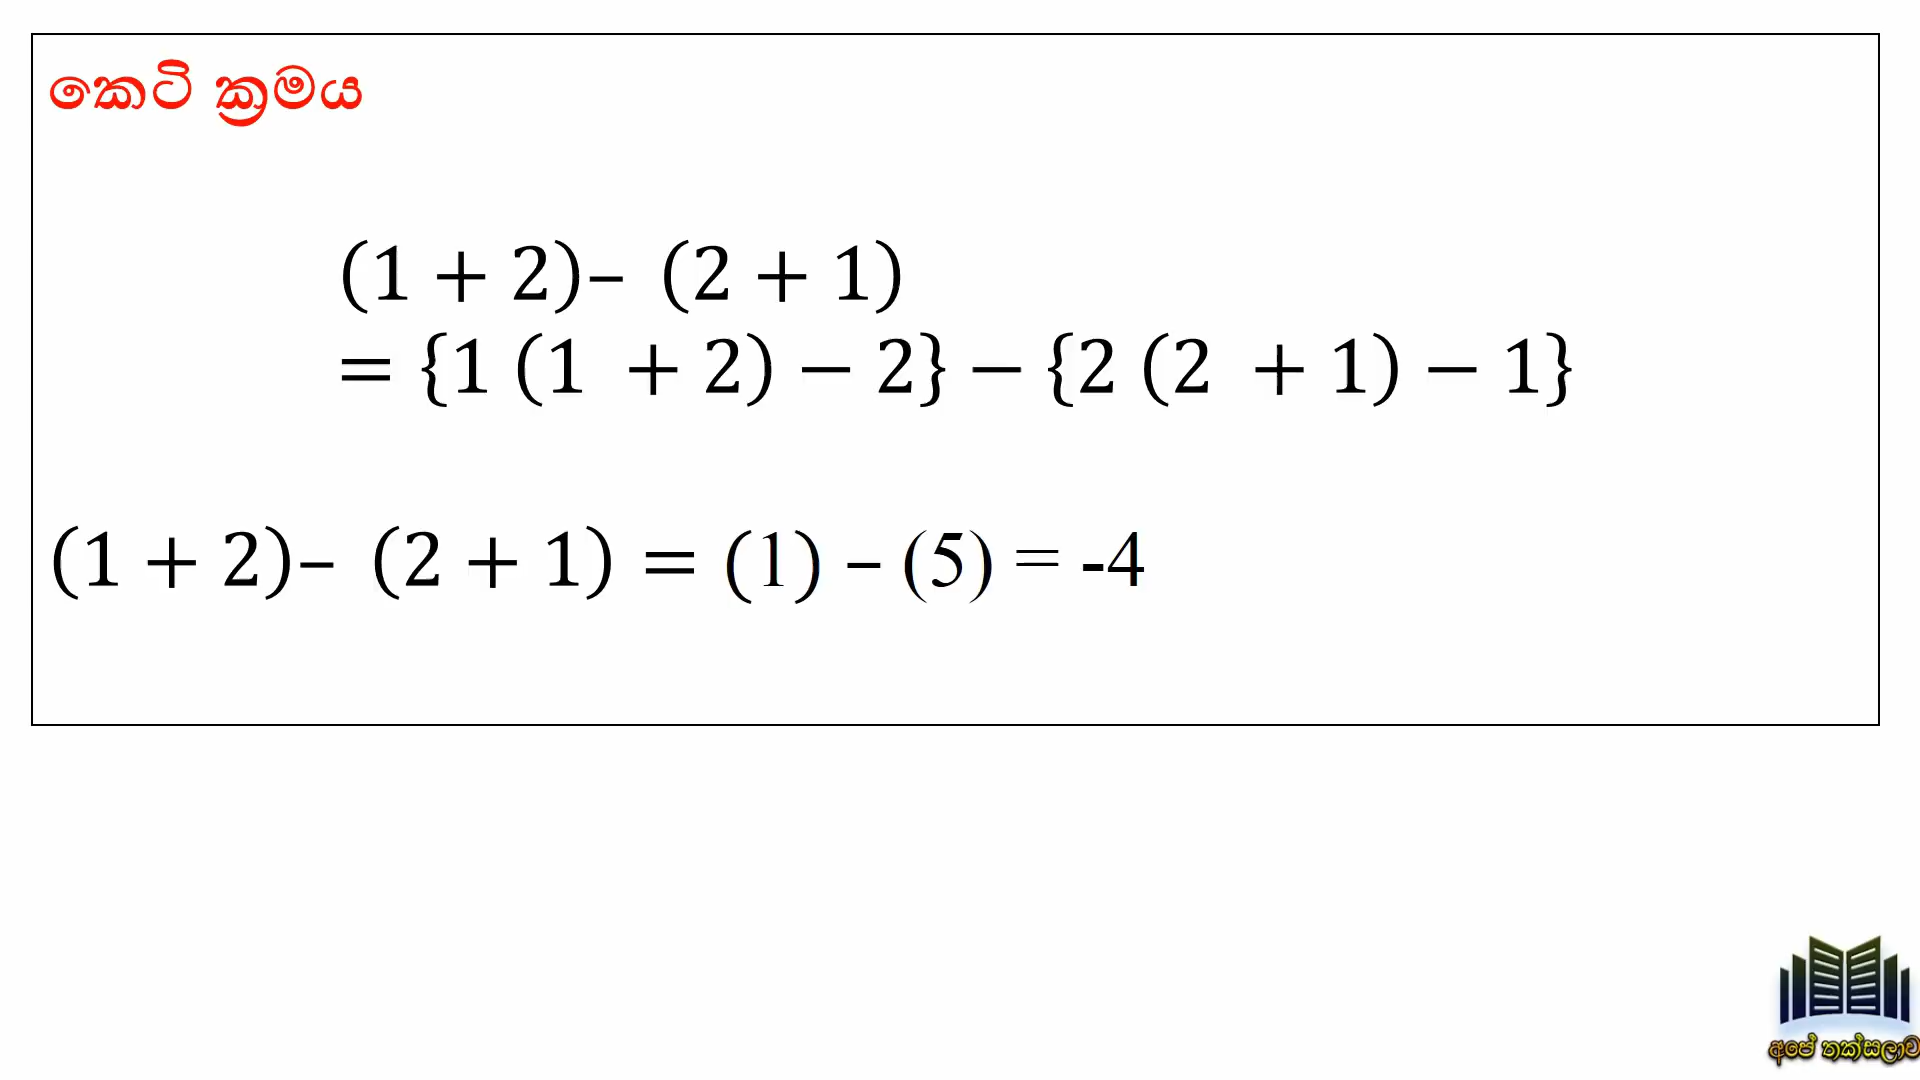 කෙටි ක්‍රමය
(1 + 2)– (2 + 1)
= {1 (1 + 2) − 2} − {2 (2 + 1) − 1}
(1 + 2)– (2 + 1) = (1) – (5) = -4
අපේ තක්සලාව